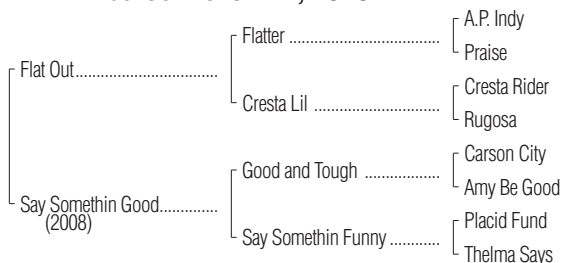 Flatter
A.P. Indy
Praise
Flat Out
Cresta Lil
Cresta Rider
Rugosa
Good and Tough
Carson City
Amy Be Good
Say Somethin Good
(2008)
Say Somethin Funny
Placid Fund
Thelma Says